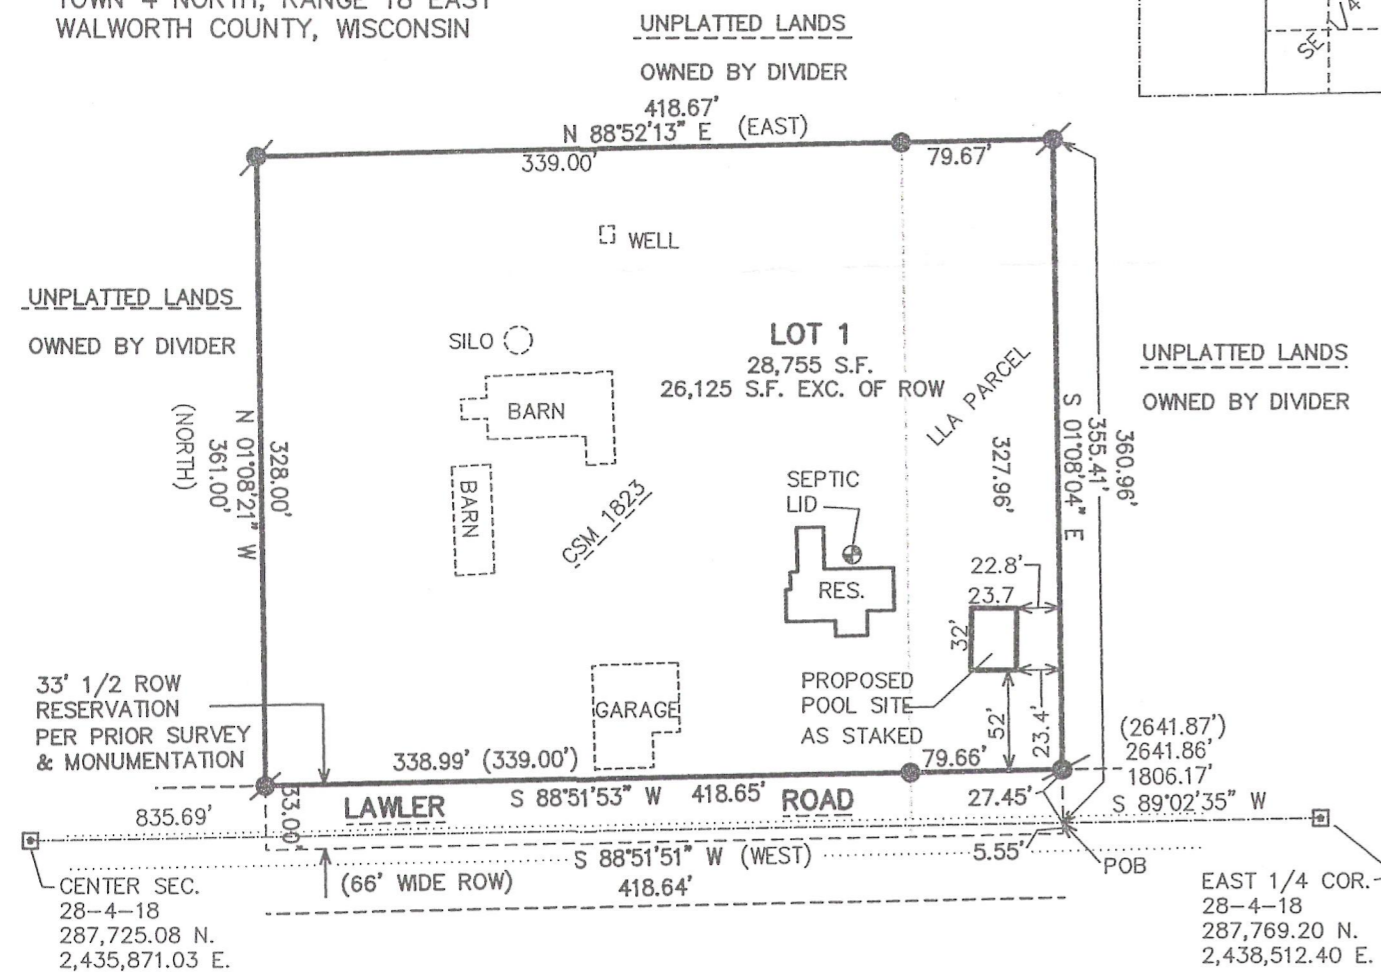 TOWN 4 NORTH, RANGE 18 EAST
WALWORTH COUNTY, WISCONSIN
UNPLATTED LANDS
OWNED BY DIVIDER
SE 1/4
418.67'
N 88°52'13" E (EAST)
339.00'
79.67'
WELL
UNPLATTED LANDS
OWNED BY DIVIDER
SILO
BARN
BARN
CSM 1823
LOT 1
28,755 S.F.
26,125 S.F. EXC. OF ROW
LLA PARCEL
UNPLATTED LANDS
OWNED BY DIVIDER
328.00'
N 01°08'21" W
361.00'
(NORTH)
327.96'
S 01°08'04" E
355.41'
360.96'
SEPTIC
LID
RES.
22.8'
23.7
32'
52'
23.4'
PROPOSED
POOL SITE
AS STAKED
GARAGE
33' 1/2 ROW
RESERVATION
PER PRIOR SURVEY
& MONUMENTATION
338.99' (339.00')
79.66'
(2641.87')
2641.86'
1806.17'
S 89°02'35" W
LAWLER
S 88°51'53" W 418.65'
ROAD
27.45'
835.69'
33.00'
S 88°51'51" W (WEST)
5.55'
POB
(66' WIDE ROW)
418.64'
CENTER SEC.
28-4-18
287,725.08 N.
2,435,871.03 E.
EAST 1/4 COR.
28-4-18
287,769.20 N.
2,438,512.40 E.